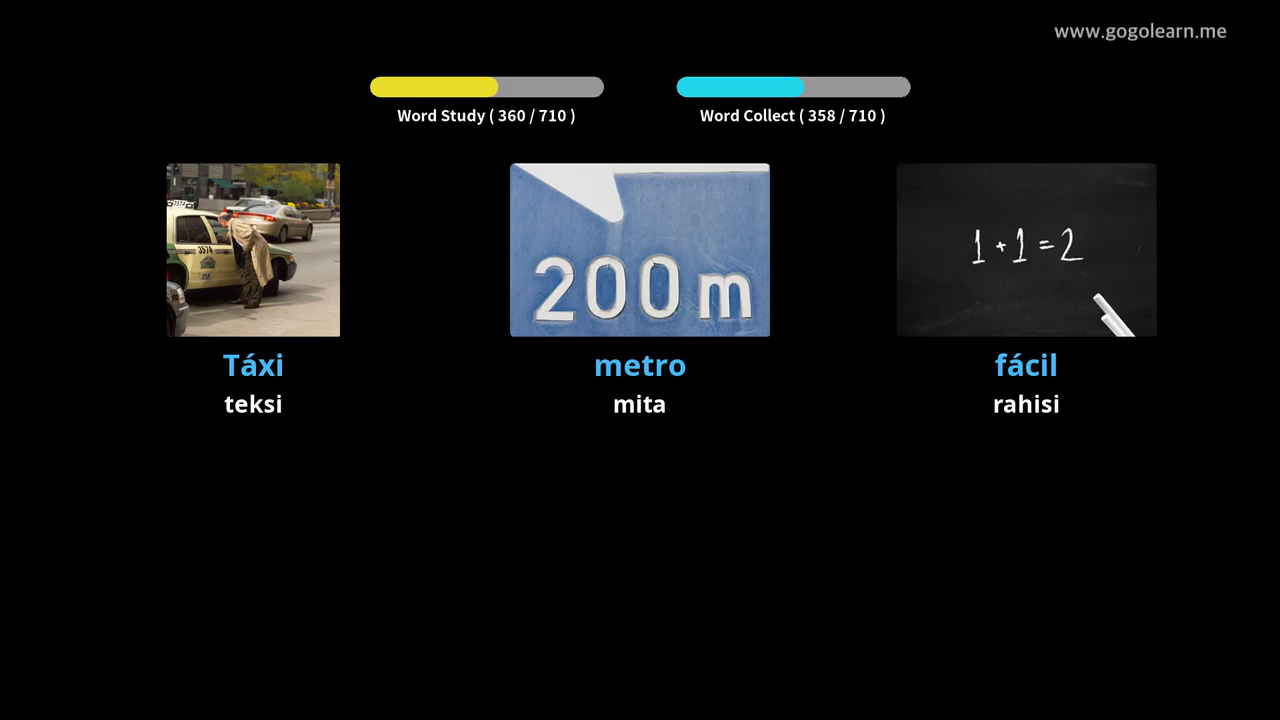 www.gogolearn.me
Word Study ( 360 / 710 )
Word Collect ( 358 / 710 )
3574
200 m
1 + 1 = 2
Táxi
metro
fácil
teksi
mita
rahisi